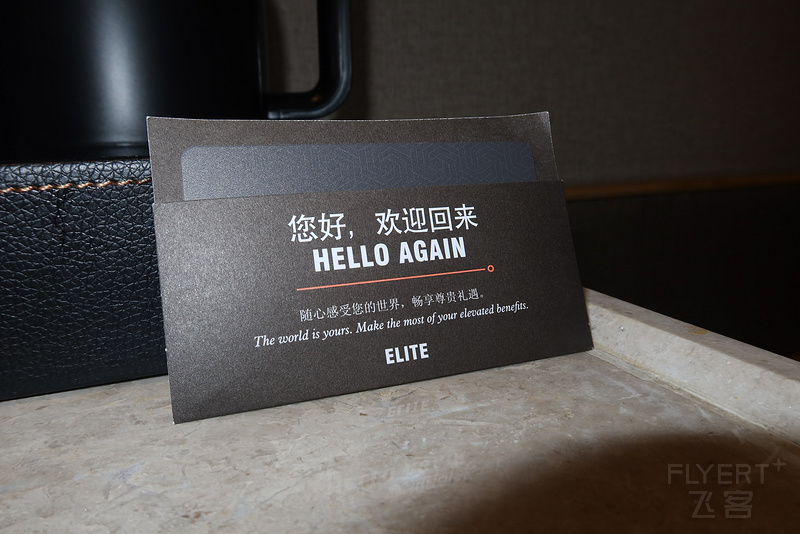 您好，欢迎回来
HELLO AGAIN
随心感受您的世界，畅享尊贵礼遇。
The world is yours. Make the most of your elevated benefits.
ELITE
FLYERT+
飞客